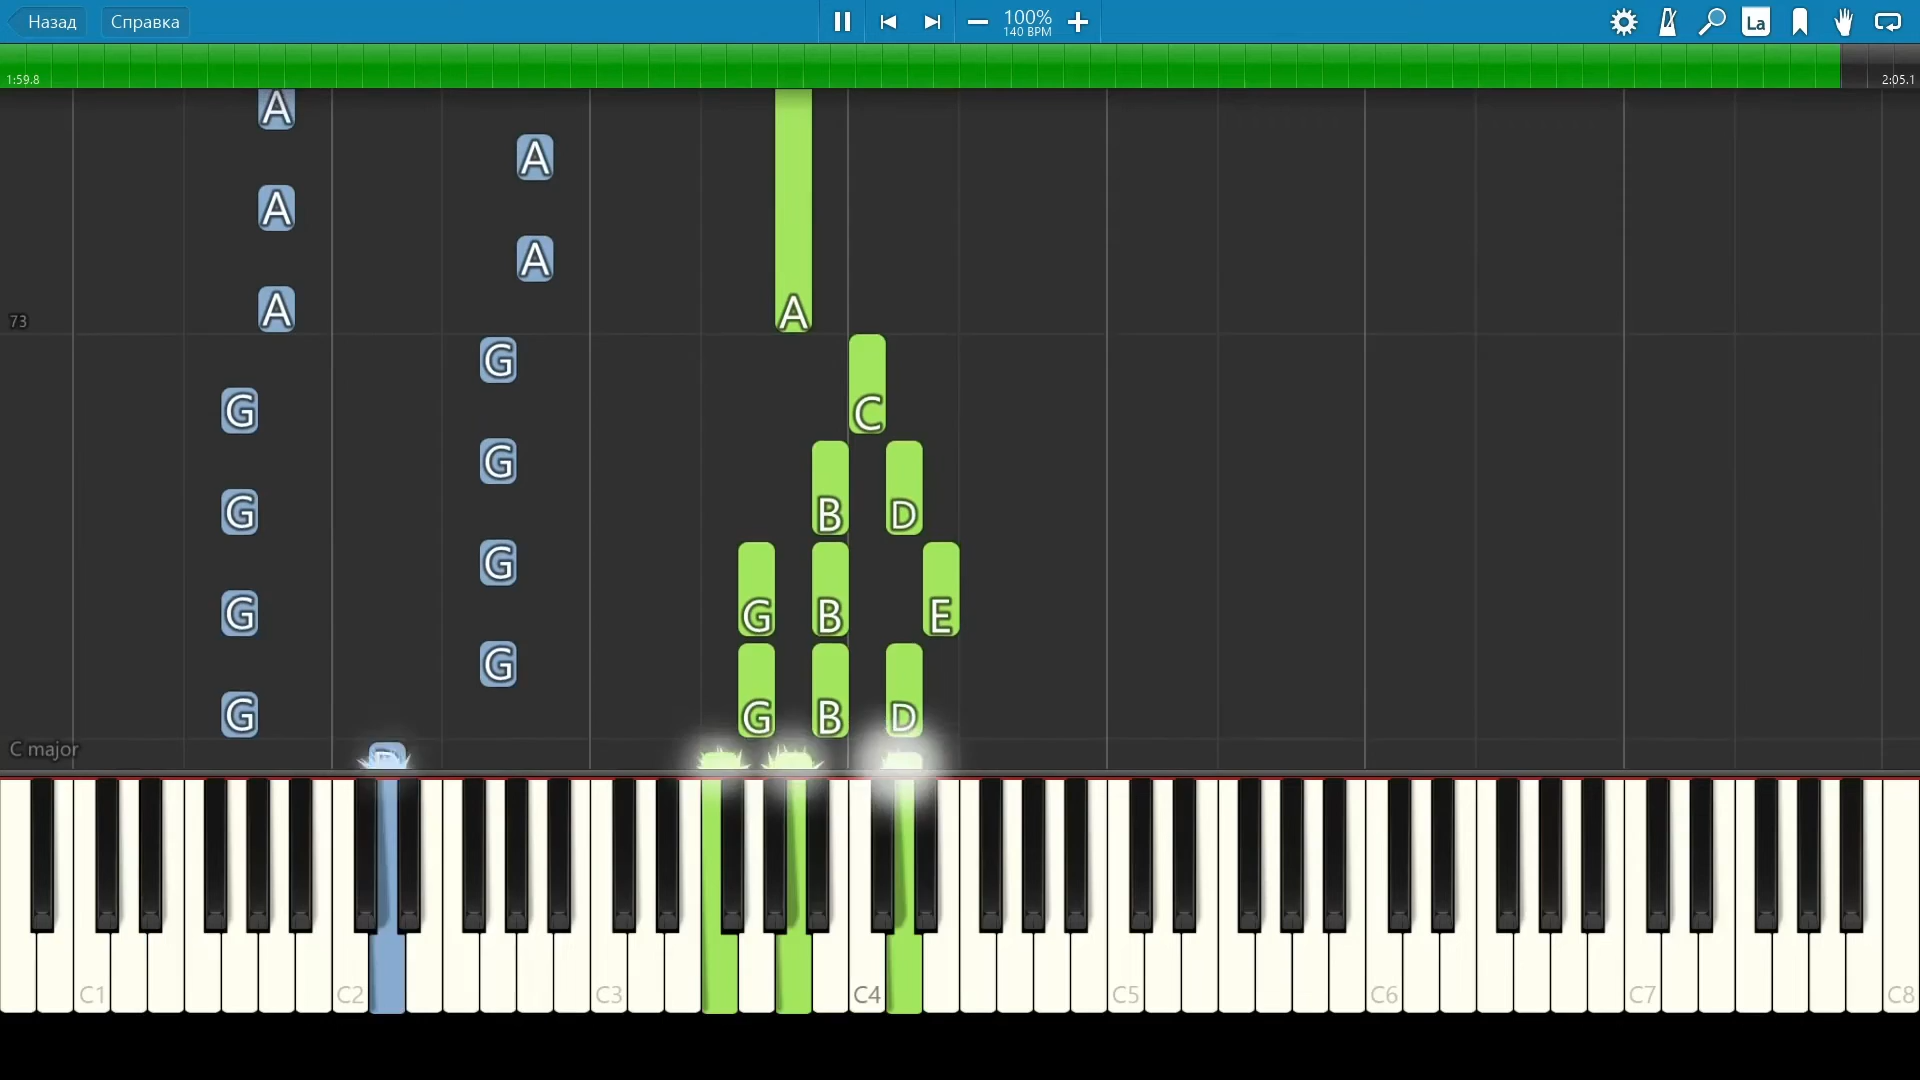 Назад Справка 100% La
140 BPM
1:59.8 2:05.1
A
A
A
A
A A
73
G C
G
G B D
G
G G B E
G
G G B D
G
C major
C1 C2 C3 C4 C5 C6 C7 C8